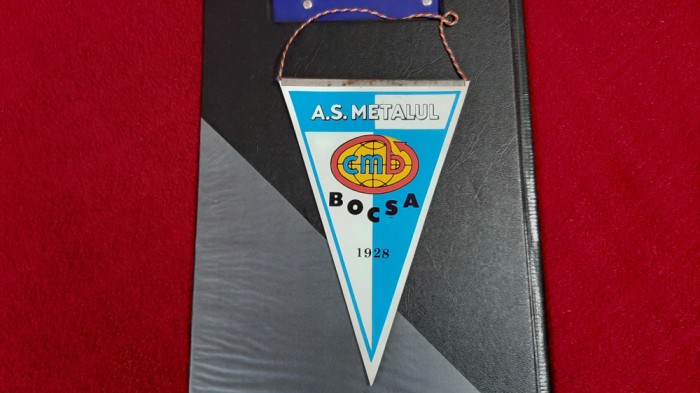 A.S. METALUL
cmb
BOCSA
1928